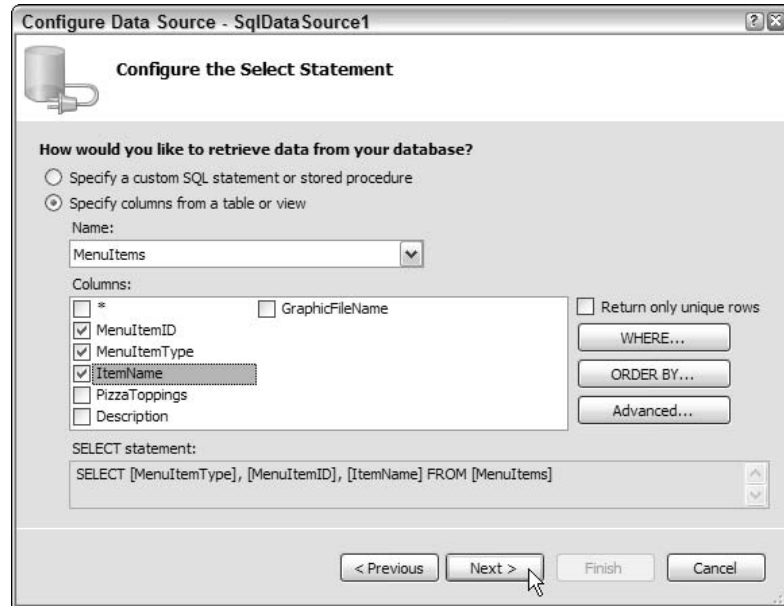 Configure Data Source - SqlDataSource1
Configure the Select Statement
How would you like to retrieve data from your database?
Specify a custom SQL statement or stored procedure
Specify columns from a table or view
Name:
MenuItems
Columns:
* GraphicFileName
MenuItemID
MenuItemType
ItemName
PizzaToppings
Description
Return only unique rows
WHERE...
ORDER BY...
Advanced...
SELECT statement:
SELECT [MenuItemType], [MenuItemID], [ItemName] FROM [MenuItems]
< Previous Next > Finish Cancel